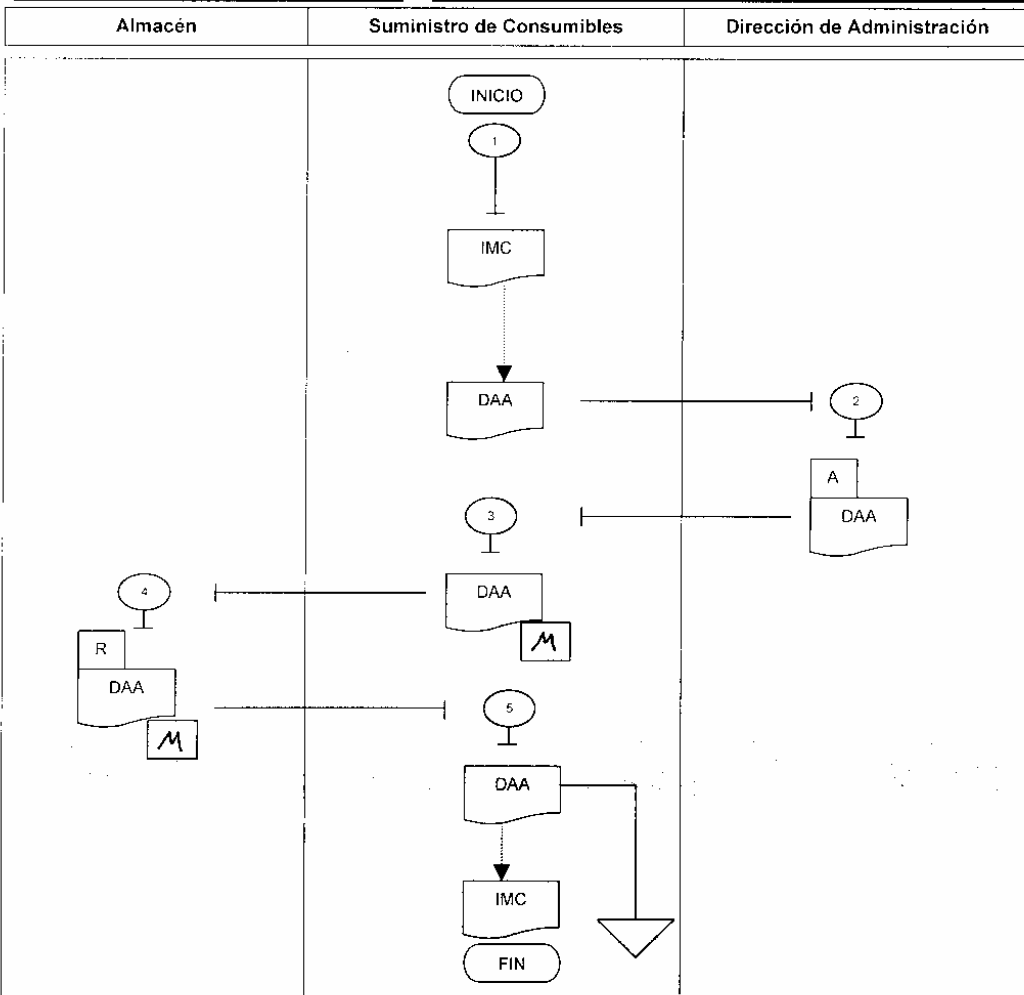 Almacén
Suministro de Consumibles
Dirección de Administración
INICIO
1
IMC
DAA
2
A
DAA
3
DAA
M
4
R
DAA
M
5
DAA
IMC
FIN